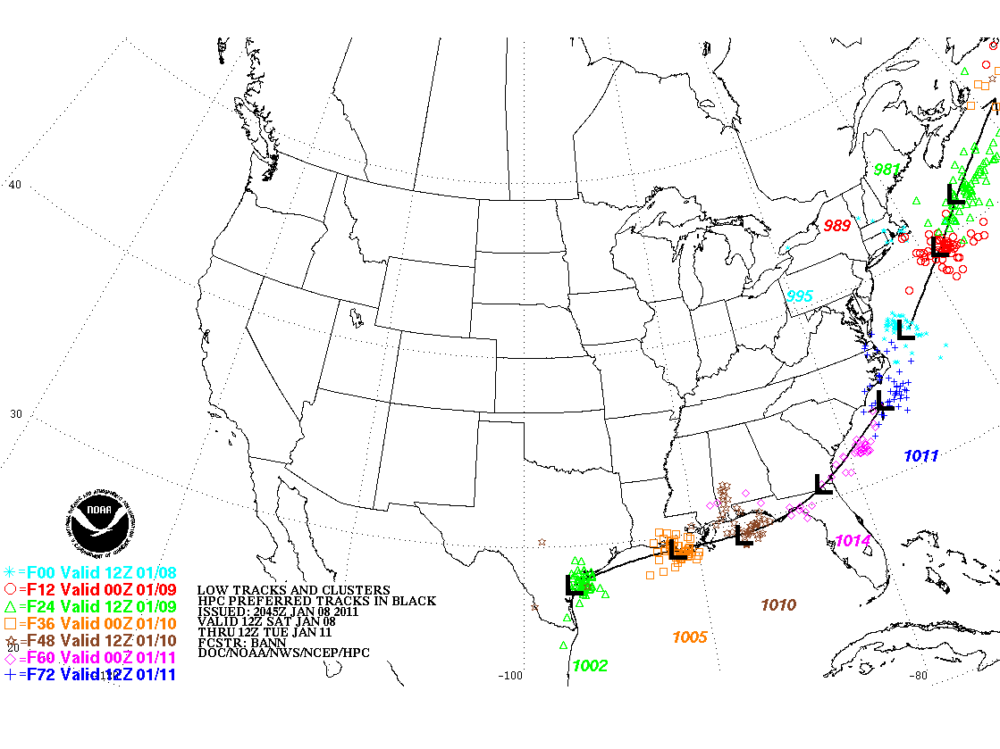 40
981
989
995
30
1011
NOAA
1014
✳=F00 Valid 12Z 01/08
○=F12 Valid 00Z 01/09
△=F24 Valid 12Z 01/09
□=F36 Valid 00Z 01/10
☆=F48 Valid 12Z 01/10
◇=F60 Valid 00Z 01/11
+=F72 Valid 12Z 01/11
20
LOW TRACKS AND CLUSTERS
HPC PREFERRED TRACKS IN BLACK
ISSUED: 2045Z JAN 08 2011
VALID 12Z SAT JAN 08
THRU 12Z TUE JAN 11
FCSTR: BANN
DOC/NOAA/NWS/NCEP/HPC
1010
1005
1002
-100
-80
L
L
L
L
L
L
L
L